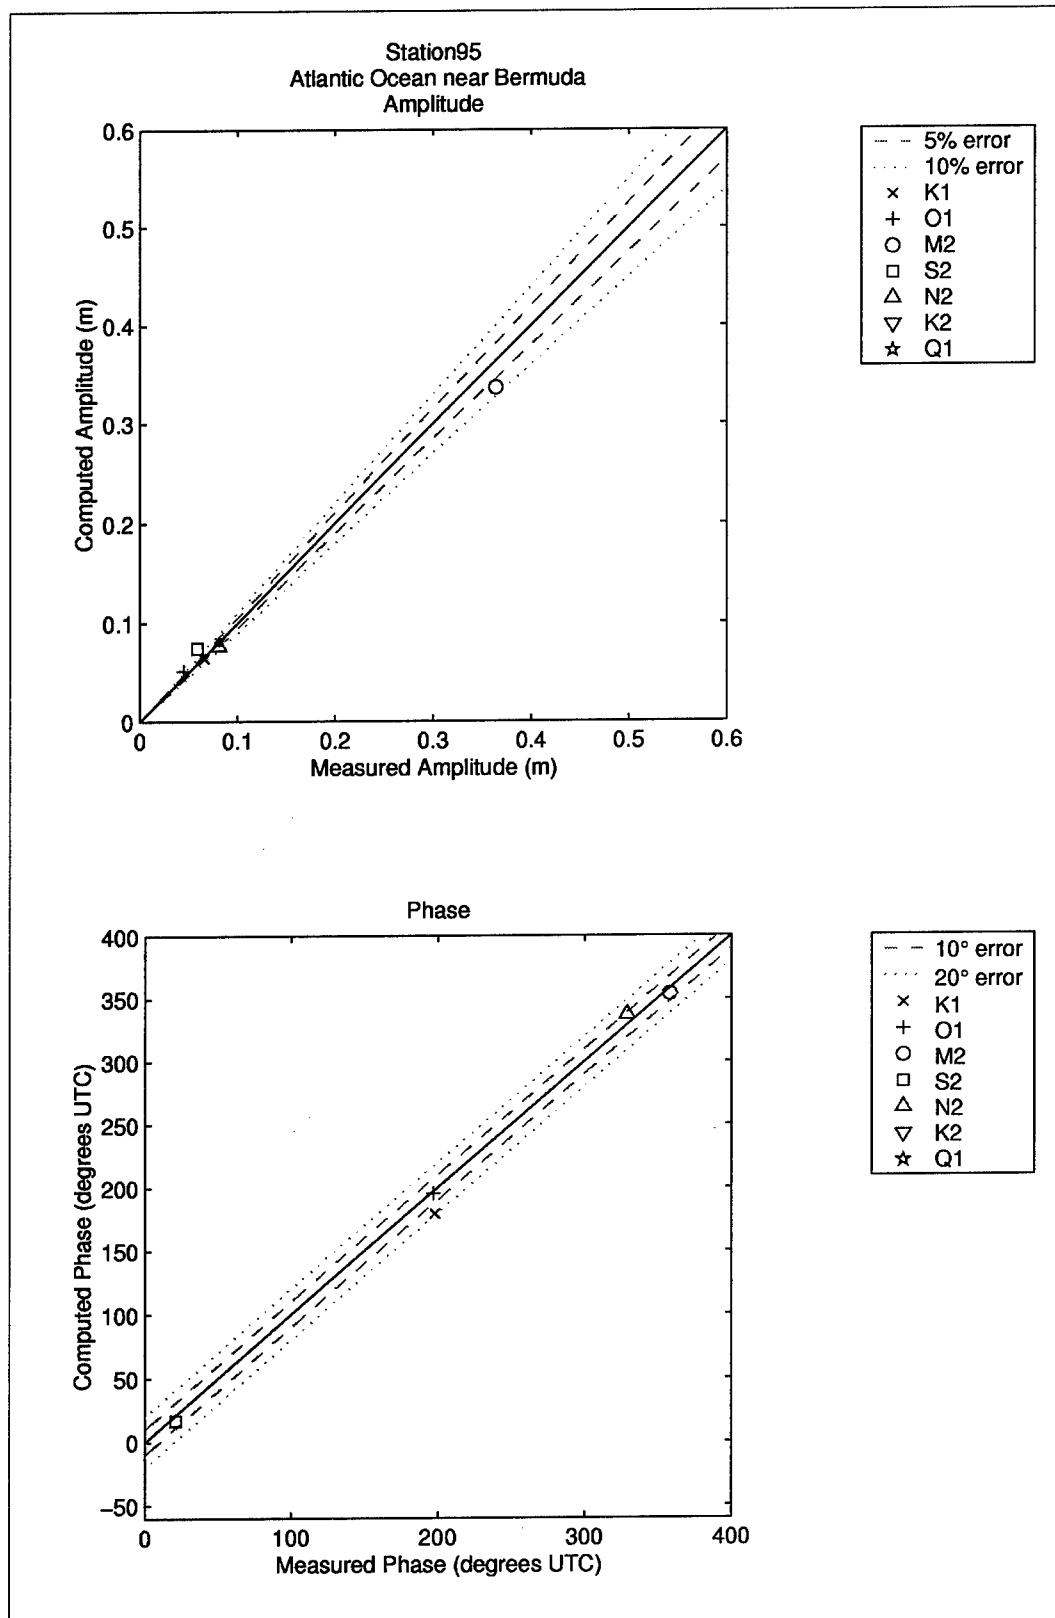 Station95
Atlantic Ocean near Bermuda
Amplitude
0.6
0.5
0.4
0.3
0.2
0.1
0
Computed Amplitude (m)
0 0.1 0.2 0.3 0.4 0.5 0.6
Measured Amplitude (m)
5% error
10% error
K1
O1
M2
S2
N2
K2
Q1
Phase
400
350
300
250
200
150
100
50
0
−50
Computed Phase (degrees UTC)
0 100 200 300 400
Measured Phase (degrees UTC)
10° error
20° error
K1
O1
M2
S2
N2
K2
Q1